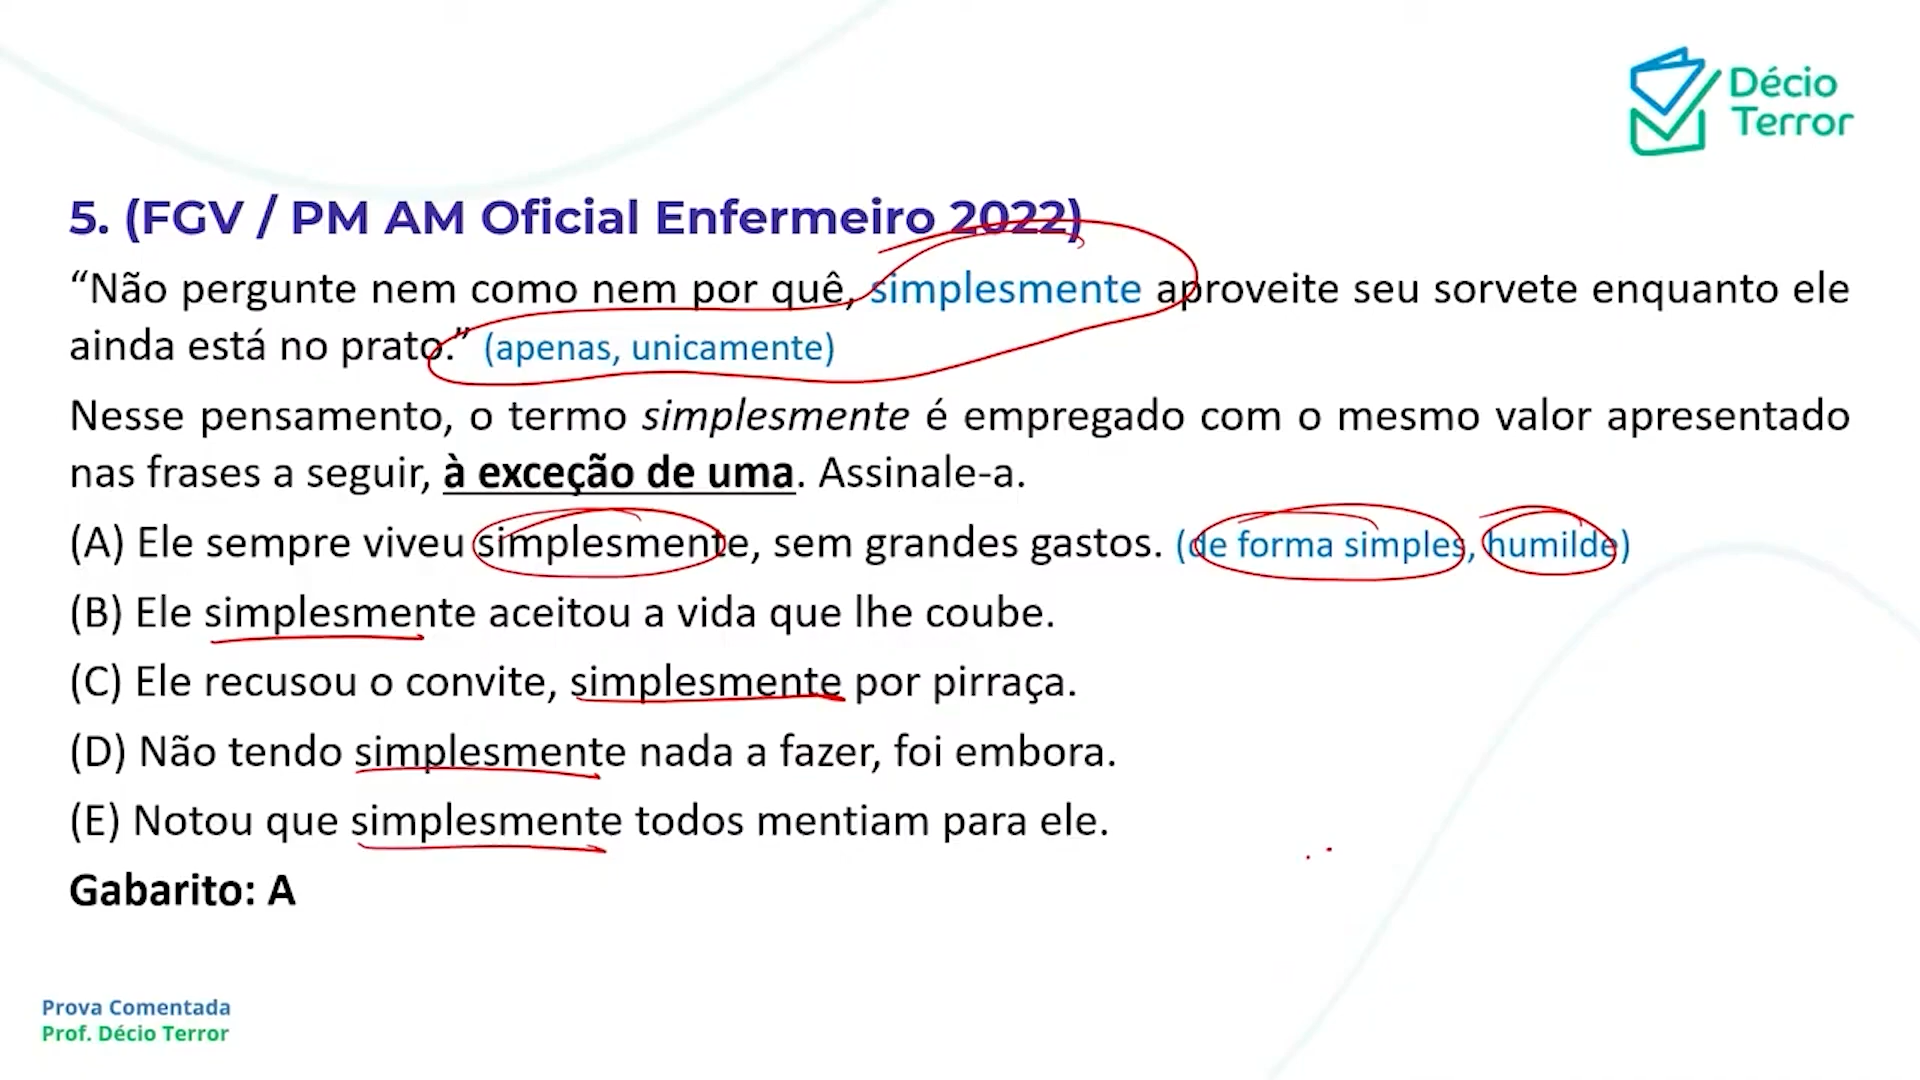 Décio
Terror
5. (FGV / PM AM Oficial Enfermeiro 2022)
“Não pergunte nem como nem por quê, simplesmente aproveite seu sorvete enquanto ele
ainda está no prato.” (apenas, unicamente)
Nesse pensamento, o termo simplesmente é empregado com o mesmo valor apresentado
nas frases a seguir, à exceção de uma. Assinale-a.
(A) Ele sempre viveu simplesmente, sem grandes gastos. (de forma simples, humilde)
(B) Ele simplesmente aceitou a vida que lhe coube.
(C) Ele recusou o convite, simplesmente por pirraça.
(D) Não tendo simplesmente nada a fazer, foi embora.
(E) Notou que simplesmente todos mentiam para ele.
Gabarito: A
Prova Comentada
Prof. Décio Terror